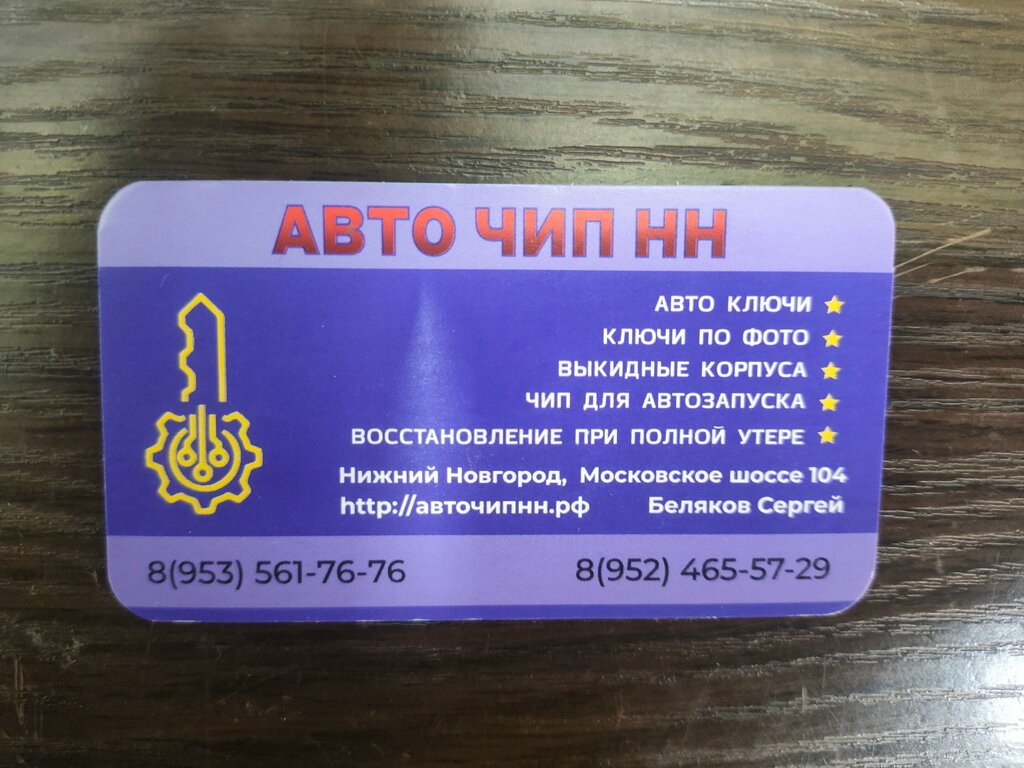 АВТО ЧИП НН
АВТО КЛЮЧИ
КЛЮЧИ ПО ФОТО
ВЫКИДНЫЕ КОРПУСА
ЧИП ДЛЯ АВТОЗАПУСКА
ВОССТАНОВЛЕНИЕ ПРИ ПОЛНОЙ УТЕРЕ
Нижний Новгород, Московское шоссе 104
http://авточипнн.рф Беляков Сергей
8(953) 561-76-76 8(952) 465-57-29